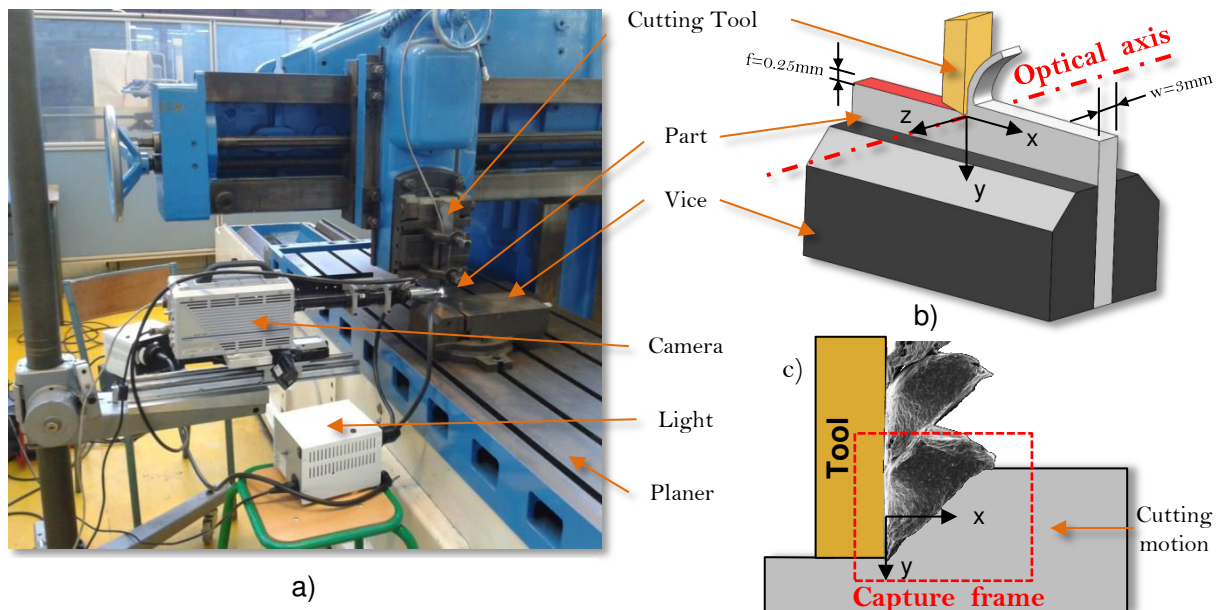 Cutting Tool
Part
Vice
Camera
Light
Planer
a)
f=0.25mm
Optical axis
w=3mm
z
x
y
b)
c)
Tool
x
y
Cutting
motion
Capture frame